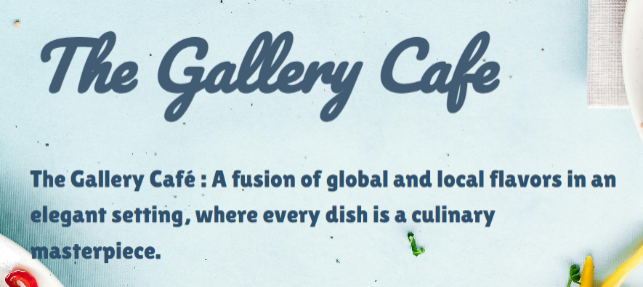 The Gallery Cafe
The Gallery Café : A fusion of global and local flavors in an
elegant setting, where every dish is a culinary
masterpiece.